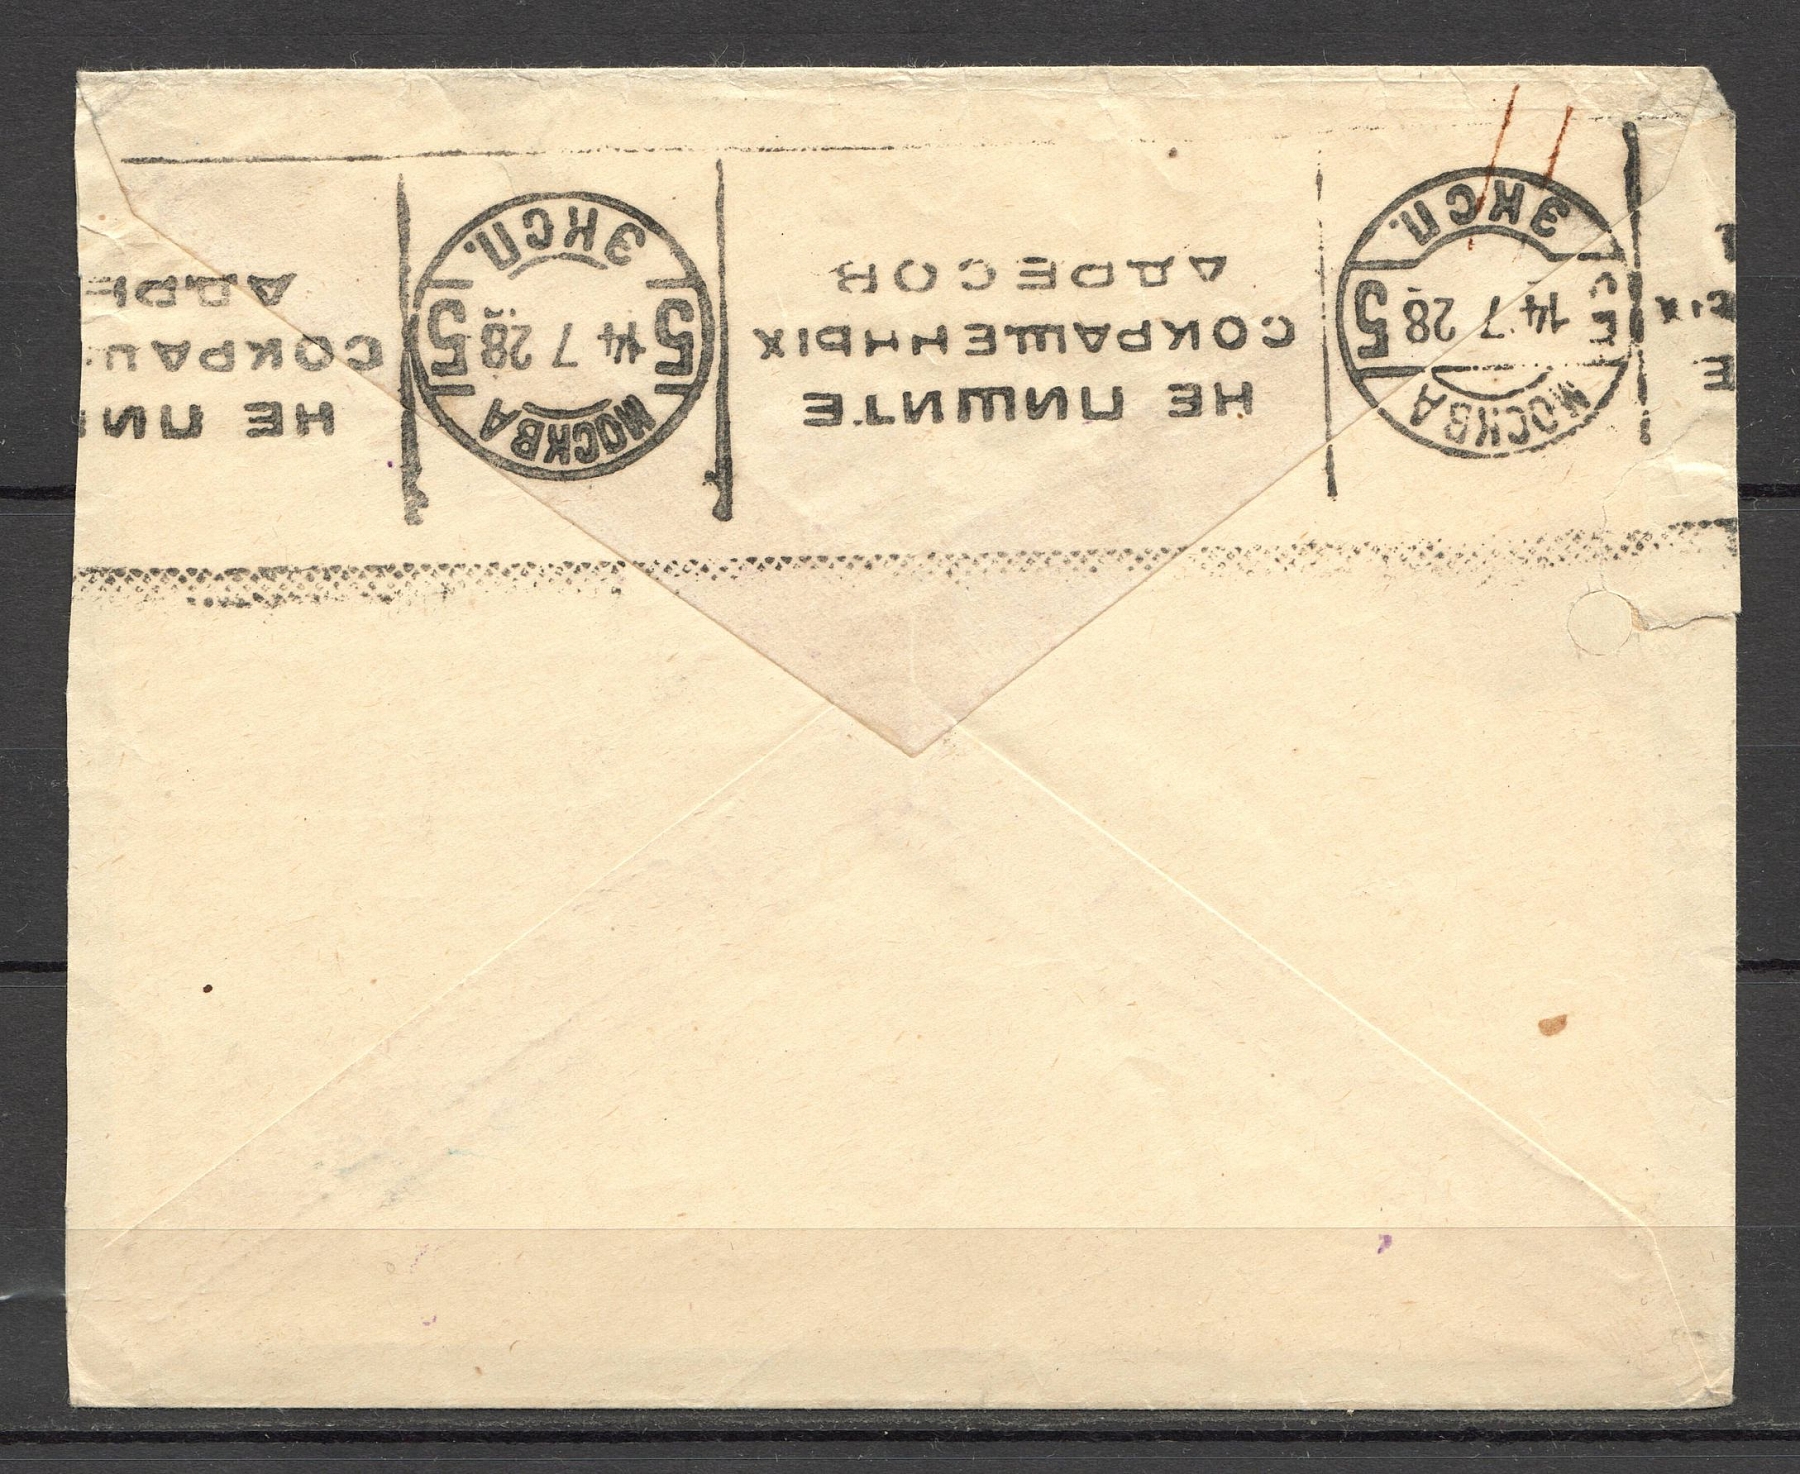 МОСКВА
14 7 28 5
ЭКСП.
НЕ ПИШИТЕ
СОКРАЩЕННЫХ
АДРЕСОВ
МОСКВА
5 14 7 28 5
ЭКСП.
НЕ ПИ
СОКРАЩ
АДРЕ